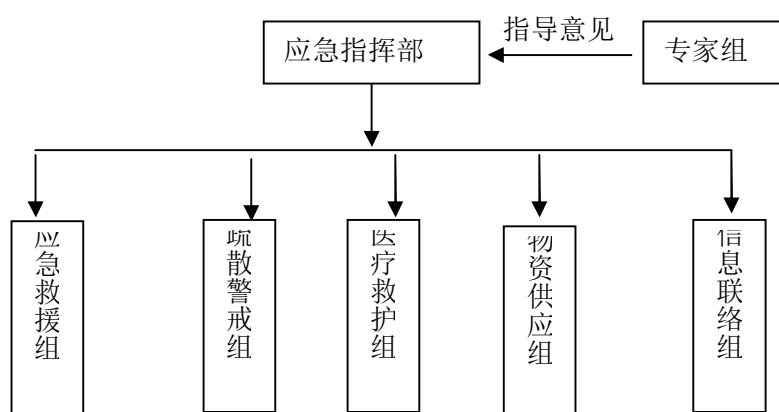 应急指挥部
指导意见
专家组
应急救援组
疏散警戒组
医疗救护组
物资供应组
信息联络组